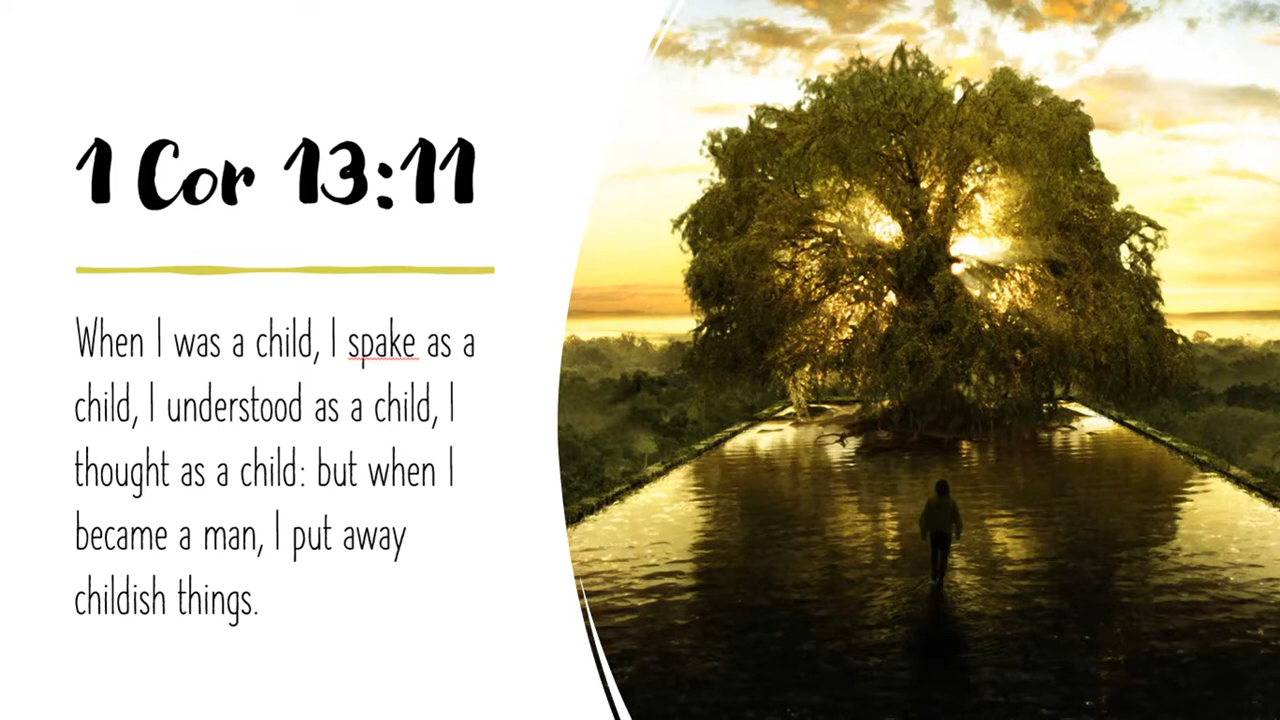 1 Cor 13:11
When I was a child, I spake as a
child, I understood as a child, I
thought as a child: but when I
became a man, I put away
childish things.